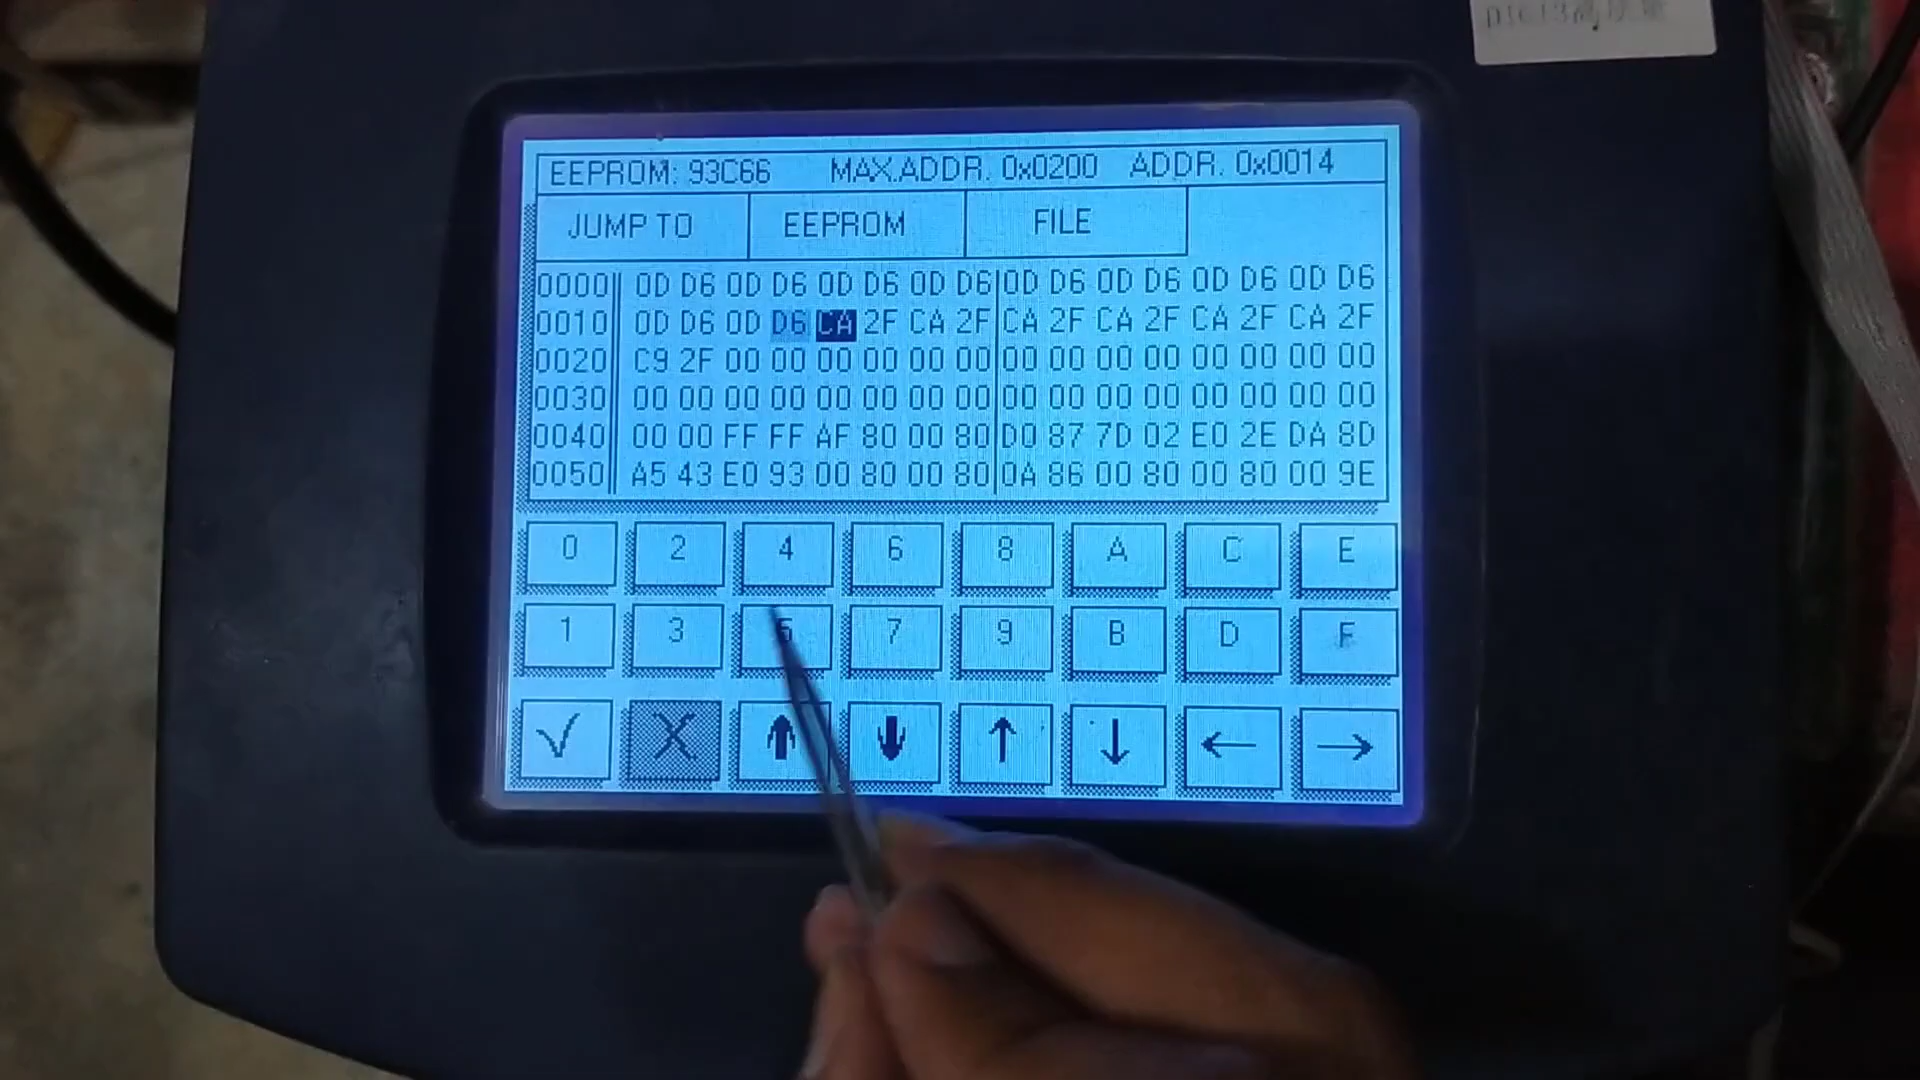 EEPROM: 93C66 MAX.ADDR. 0x0200 ADDR. 0x0014
JUMP TO EEPROM FILE
0000 0D D6 0D D6 0D D6 0D D6 0D D6 0D D6 0D D6 0D D6
0010 0D D6 0D D6 CA 2F CA 2F CA 2F CA 2F CA 2F CA 2F
0020 C9 2F 00 00 00 00 00 00 00 00 00 00 00 00 00 00
0030 00 00 00 00 00 00 00 00 00 00 00 00 00 00 00 00
0040 00 00 FF FF AF 80 00 80 D0 87 7D 02 E0 2E DA 8D
0050 A5 43 E0 93 00 80 00 80 0A 86 00 80 00 80 00 9E
0 2 4 6 8 A C E
1 3 5 7 9 B D F
X